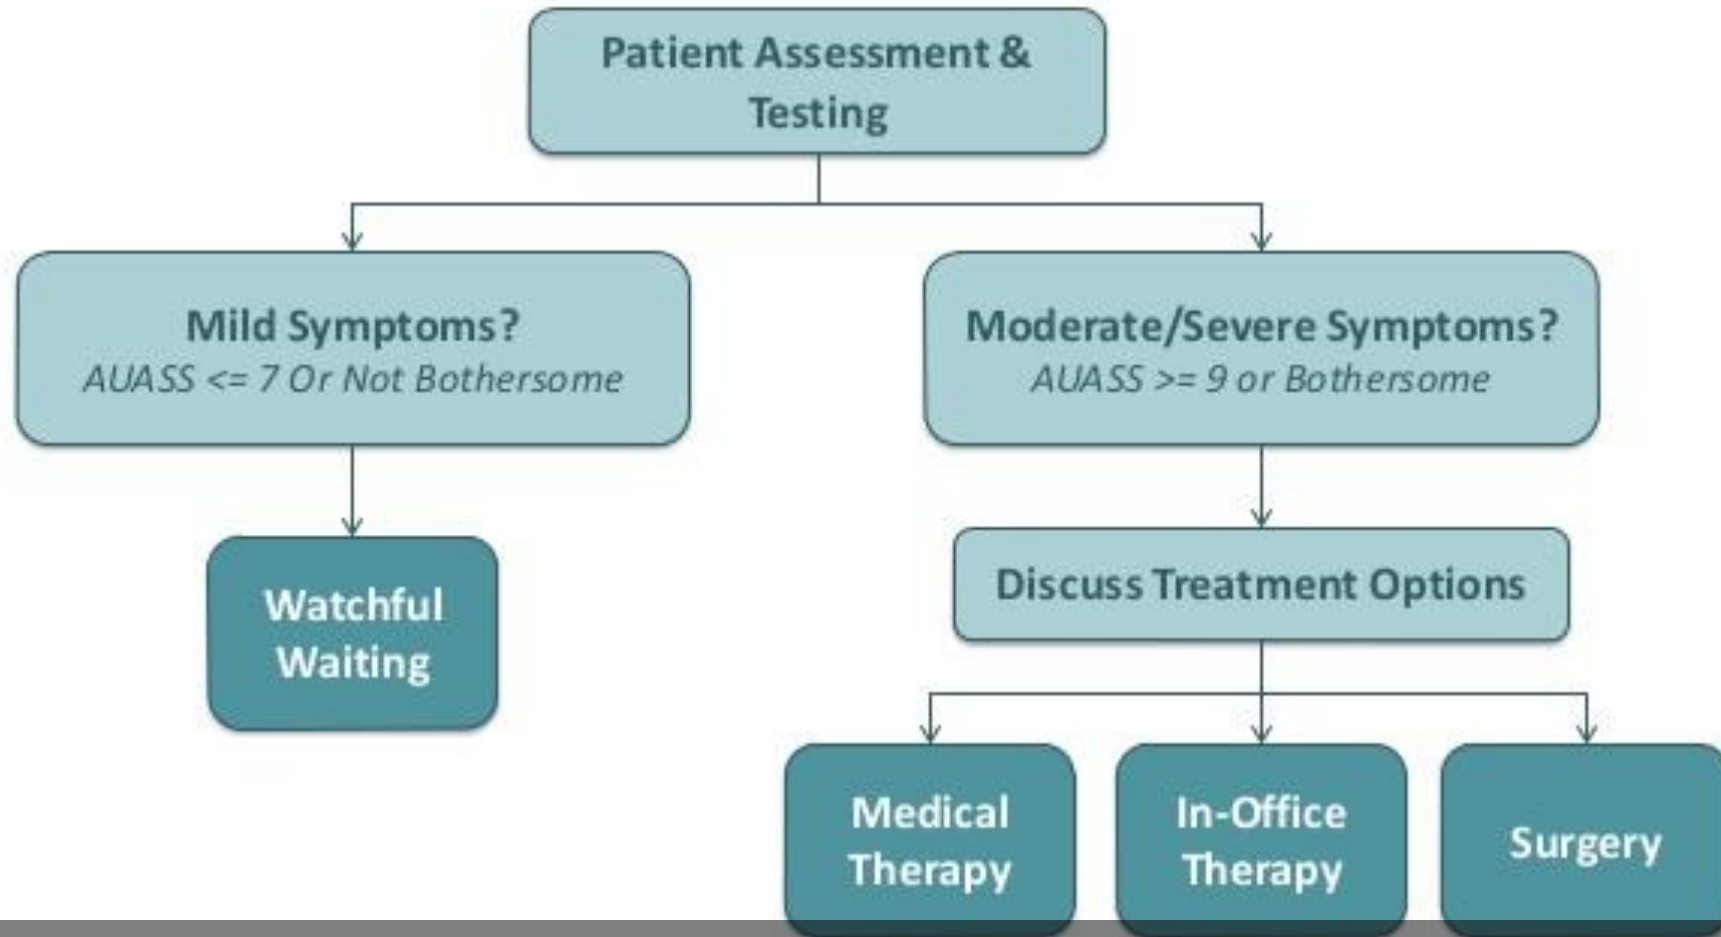 Patient Assessment &
Testing
Mild Symptoms?
AUASS <= 7 Or Not Bothersome
Moderate/Severe Symptoms?
AUASS >= 9 or Bothersome
Watchful
Waiting
Discuss Treatment Options
Medical
Therapy
In-Office
Therapy
Surgery